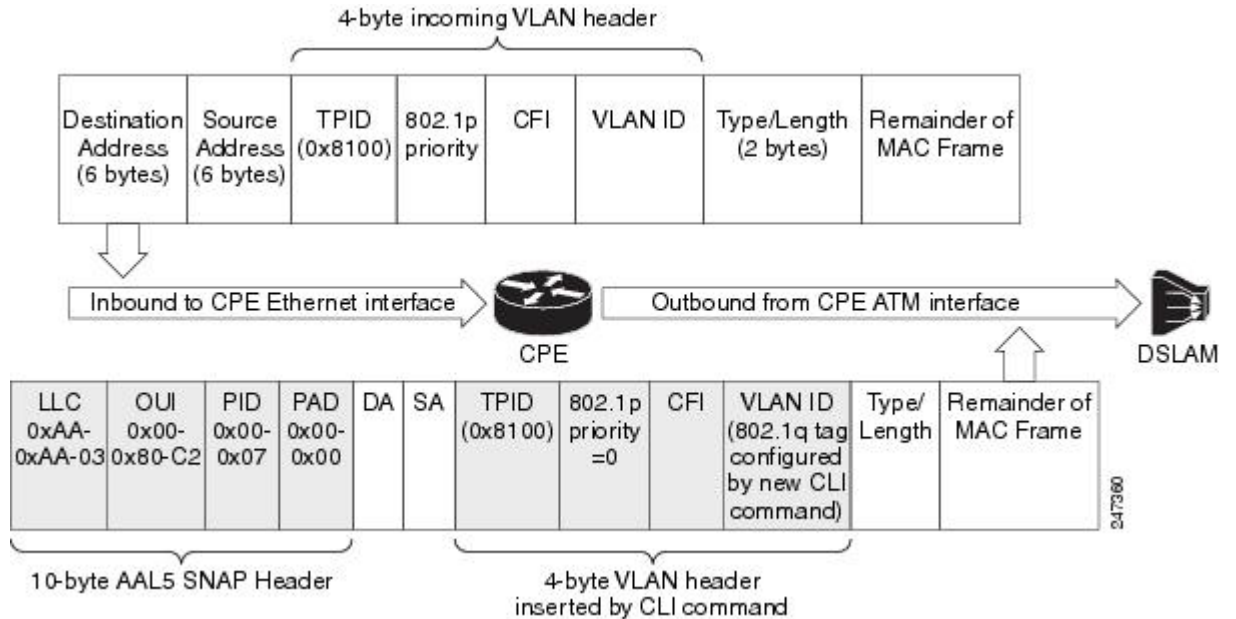 4-byte incoming VLAN header
Destination Address (6 bytes)
Source Address (6 bytes)
TPID (0x8100)
802.1p priority
CFI
VLAN ID
Type/Length (2 bytes)
Remainder of MAC Frame
Inbound to CPE Ethernet interface
CPE
Outbound from CPE ATM interface
DSLAM
LLC 0xAA-0xAA-03
OUI 0x00-0x80-C2
PID 0x00-0x07
PAD 0x00-0x00
DA
SA
TPID (0x8100)
802.1p priority =0
CFI
VLAN ID (802.1q tag configured by new CLI command)
Type/ Length
Remainder of MAC Frame
247360
10-byte AAL5 SNAP Header
4-byte VLAN header inserted by CLI command